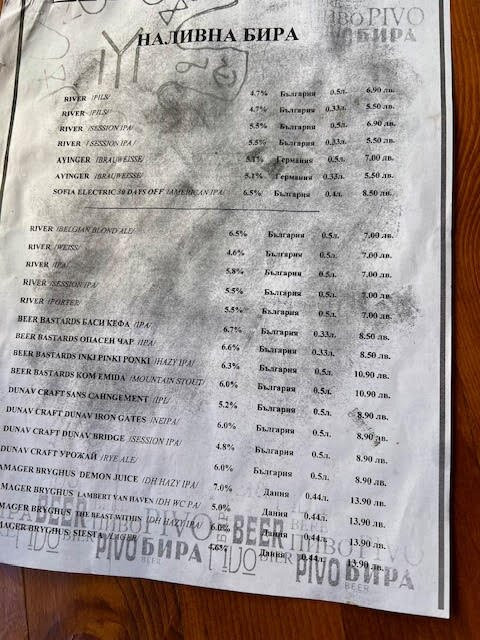 НАЛИВНА БИРА
RIVER /PILS/ 4.7% България 0.5л. 6.90 лв.
RIVER /PILS/ 4.7% България 0.33л. 5.50 лв.
RIVER /SESSION IPA/ 5.5% България 0.5л. 6.90 лв.
RIVER /SESSION IPA/ 5.5% България 0.33л. 5.50 лв.
AYINGER /BRAUWEISSE/ 5.1% Германия 0.5л. 7.00 лв.
AYINGER /BRAUWEISSE/ 5.1% Германия 0.33л. 5.50 лв.
SOFIA ELECTRIC 30 DAYS OFF /AMERICAN IPA/ 6.5% България 0.4л. 8.50 лв.
RIVER /BELGIAN BLOND ALE/ 6.5% България 0.5л. 7.00 лв.
RIVER /WEISS/ 4.6% България 0.5л. 7.00 лв.
RIVER /IPA/ 5.8% България 0.5л. 7.00 лв.
RIVER /SESSION IPA/ 5.5% България 0.5л. 7.00 лв.
RIVER /PORTER/ 5.5% България 0.5л. 7.00 лв.
BEER BASTARDS БАСИ КЕФА /IPA/ 6.7% България 0.33л. 8.50 лв.
BEER BASTARDS ОПАСЕН ЧАР /IPA/ 6.6% България 0.33л. 8.50 лв.
BEER BASTARDS INKI PINKI PONKI /HAZY IPA/ 6.3% България 0.5л. 10.90 лв.
BEER BASTARDS KOM EMIDA /MOUNTAIN STOUT/ 6.0% България 0.5л. 10.90 лв.
DUNAV CRAFT SANS CAHNGEMENT /IPL/ 5.2% България 0.5л. 8.90 лв.
DUNAV CRAFT DUNAV IRON GATES /NEIPA/ 6.0% България 0.5л. 8.90 лв.
DUNAV CRAFT DUNAV BRIDGE /SESSION IPA/ 4.8% България 0.5л. 8.90 лв.
DUNAV CRAFT УРОЖАЙ /RYE ALE/ 6.0% България 0.5л. 8.90 лв.
AMAGER BRYGHUS DEMON JUICE /DH HAZY IPA/ 7.0% Дания 0.44л. 13.90 лв.
MAGER BRYGHUS LAMBERT VAN HAVEN /DH WC PA/ 5.0% Дания 0.44л. 13.90 лв.
MAGER BRYGHUS THE BEAST WITHIN /DH HAZY IPA/ 6.0% Дания 0.44л. 13.90 лв.
MAGER BRYGHUS SIESTA /LAGER/ 4.6% Дания 0.44л. 13.90 лв.